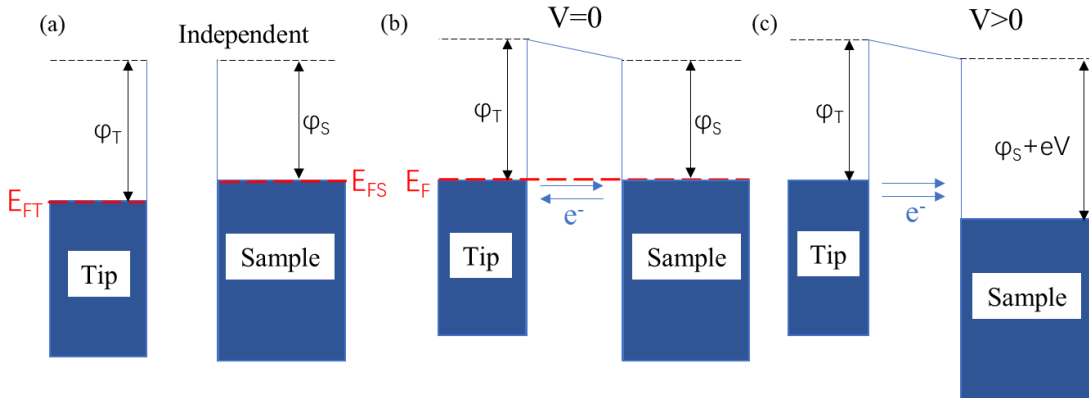 (a)
Independent
φT
φS
EFT
EFS
Tip
Sample
(b)
V=0
φT
φS
EF
e-
Tip
Sample
(c)
V>0
φT
φS+eV
e-
Tip
Sample